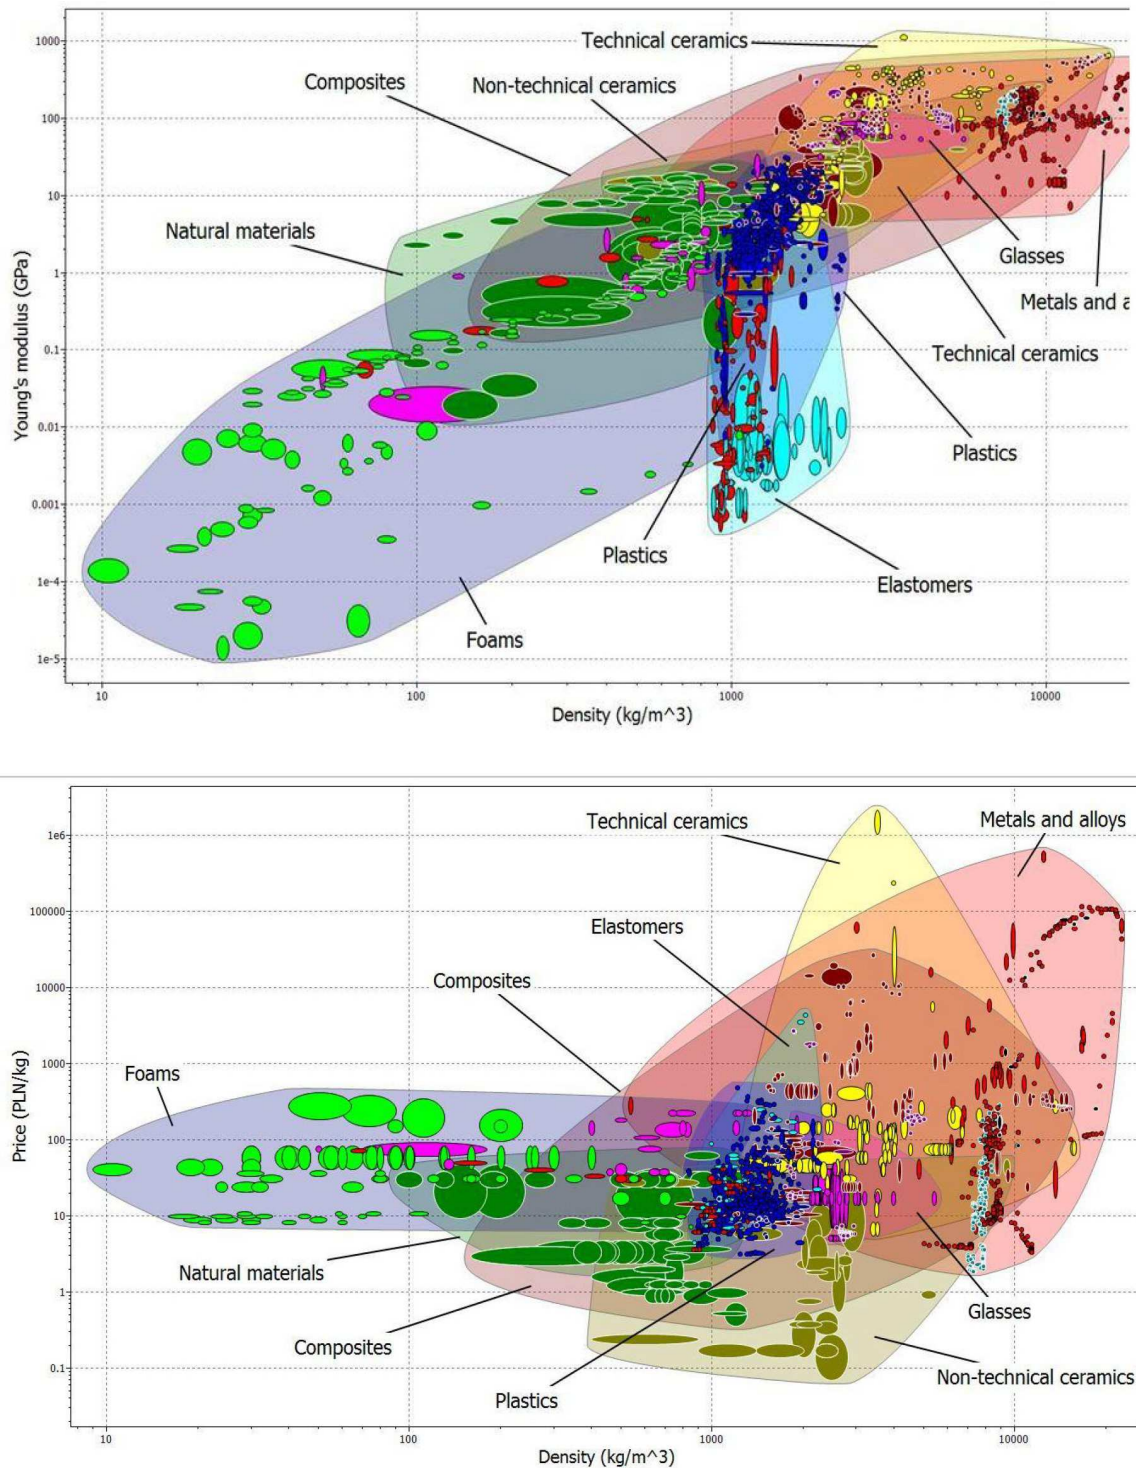 1000
100
10
1
0.1
0.01
0.001
1e-4
1e-5
Young's modulus (GPa)
Technical ceramics
Composites
Non-technical ceramics
Natural materials
Glasses
Metals and a
Technical ceramics
Plastics
Plastics
Elastomers
Foams
10
100
1000
10000
Density (kg/m^3)
1e6
100000
10000
1000
100
10
1
0.1
Price (PLN/kg)
Technical ceramics
Metals and alloys
Elastomers
Composites
Foams
Natural materials
Glasses
Composites
Non-technical ceramics
Plastics
10
100
1000
10000
Density (kg/m^3)